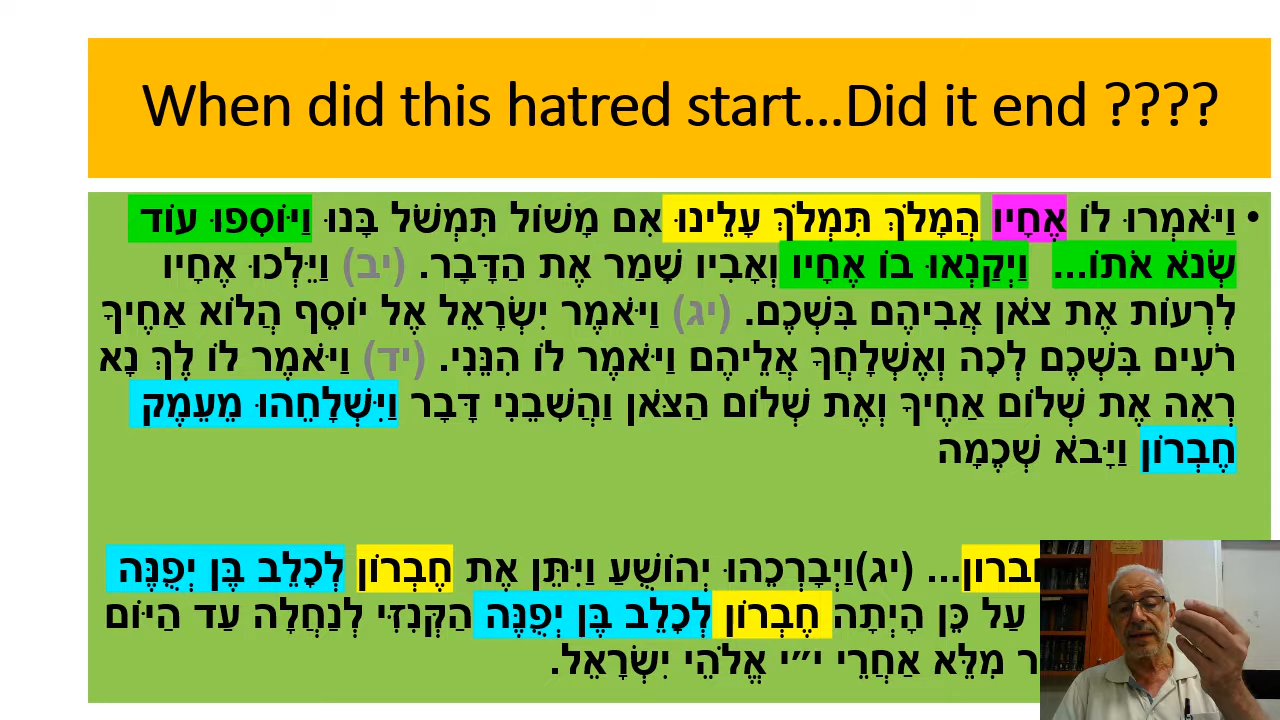 When did this hatred start...Did it end ????
• וַיֹּאמְרוּ לוֹ אֶחָיו הֲמָלֹךְ תִּמְלֹךְ עָלֵינוּ אִם מָשׁוֹל תִּמְשֹׁל בָּנוּ וַיּוֹסִפוּ עוֹד
שְׂנֹא אֹתוֹ... וַיְקַנְאוּ בוֹ אֶחָיו וְאָבִיו שָׁמַר אֶת הַדָּבָר. (יב) וַיֵּלְכוּ אֶחָיו
לִרְעוֹת אֶת צֹאן אֲבִיהֶם בִּשְׁכֶם. (יג) וַיֹּאמֶר יִשְׂרָאֵל אֶל יוֹסֵף הֲלוֹא אַחֶיךָ
רֹעִים בִּשְׁכֶם לְכָה וְאֶשְׁלָחֲךָ אֲלֵיהֶם וַיֹּאמֶר לוֹ הִנֵּנִי. (יד) וַיֹּאמֶר לוֹ לֶךְ נָא
רְאֵה אֶת שְׁלוֹם אַחֶיךָ וְאֶת שְׁלוֹם הַצֹּאן וַהֲשִׁבֵנִי דָּבָר וַיִּשְׁלָחֵהוּ מֵעֵמֶק
חֶבְרוֹן וַיָּבֹא שְׁכֶמָה
חברון... (יג)וַיְבָרְכֵהוּ יְהוֹשֻׁעַ וַיִּתֵּן אֶת חֶבְרוֹן לְכָלֵב בֶּן יְפֻנֶּה
עַל כֵּן הָיְתָה חֶבְרוֹן לְכָלֵב בֶּן יְפֻנֶּה הַקְּנִזִּי לְנַחֲלָה עַד הַיּוֹם
מִלֵּא אַחֲרֵי י״י אֱלֹהֵי יִשְׂרָאֵל.